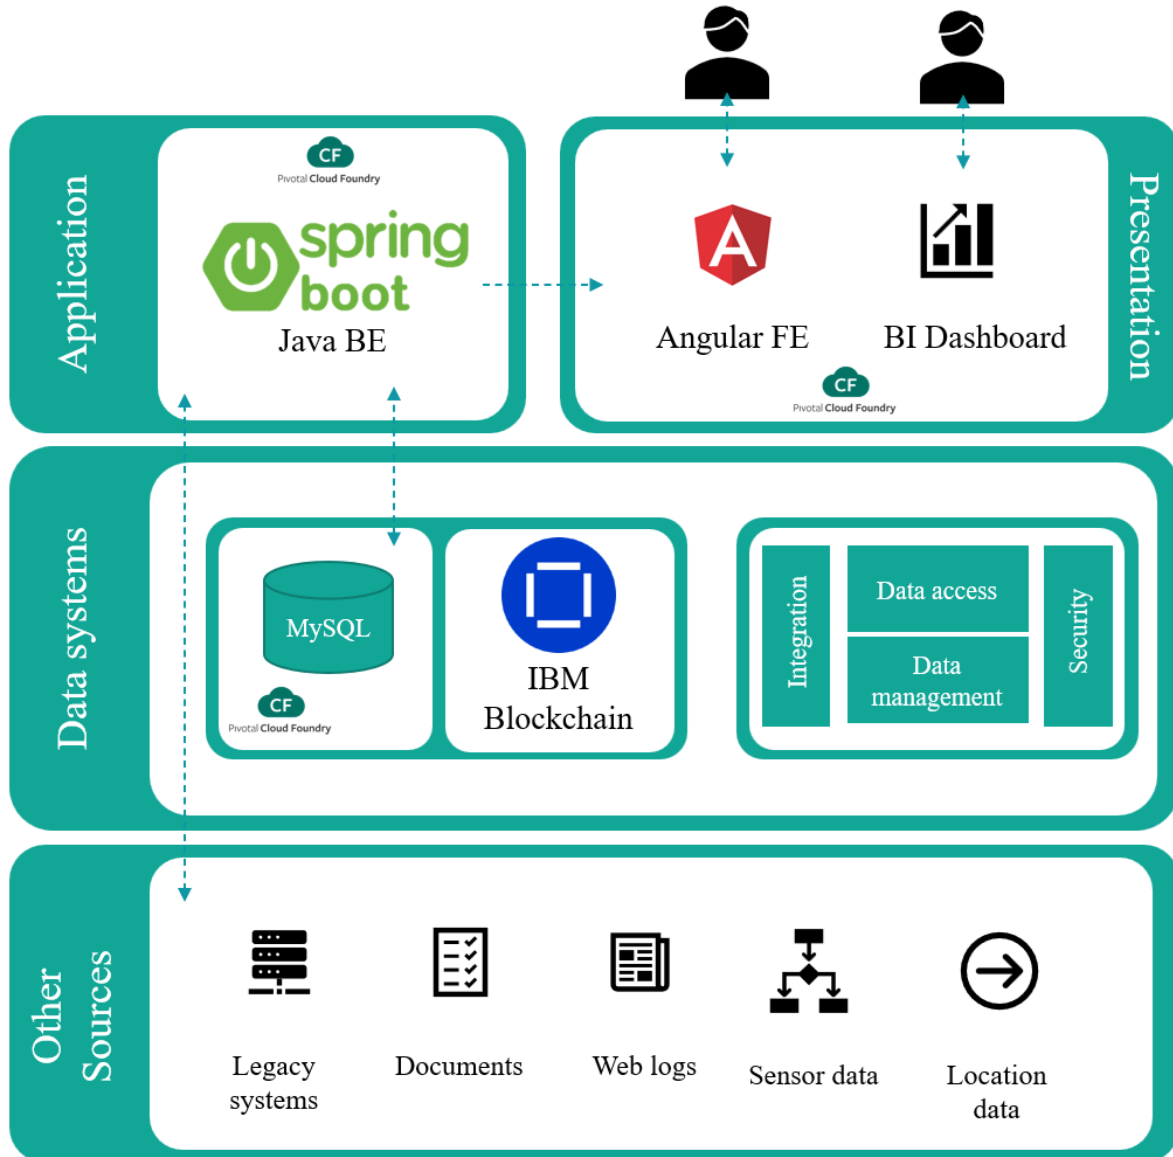 Application
CF
Pivotal Cloud Foundry
spring
boot
Java BE
Presentation
Angular FE
BI Dashboard
CF
Pivotal Cloud Foundry
Data systems
MySQL
CF
Pivotal Cloud Foundry
IBM
Blockchain
Integration
Data access
Data
management
Security
Other
Sources
Legacy
systems
Documents
Web logs
Sensor data
Location
data